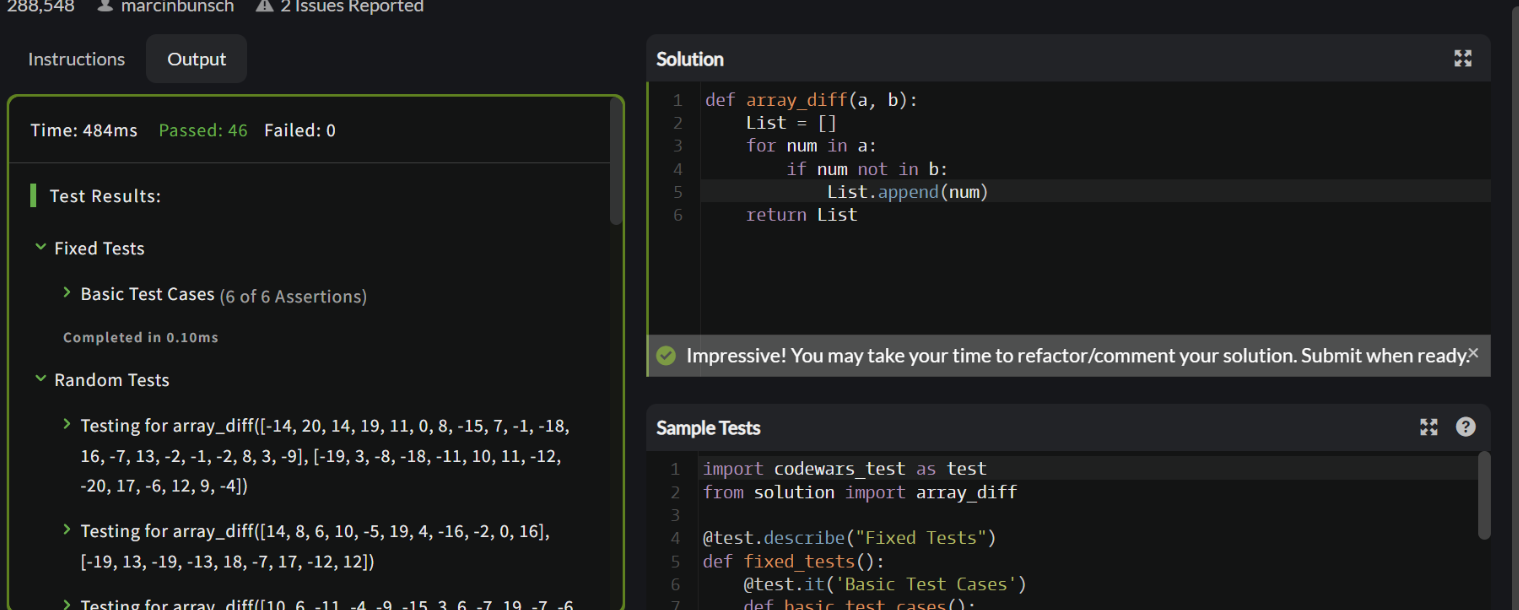 288,548 marcinbunsch 2 Issues Reported
Instructions
Output
Time: 484ms Passed: 46 Failed: 0
Test Results:
Fixed Tests
Basic Test Cases (6 of 6 Assertions)
Completed in 0.10ms
Random Tests
Testing for array_diff([-14, 20, 14, 19, 11, 0, 8, -15, 7, -1, -18,
16, -7, 13, -2, -1, -2, 8, 3, -9], [-19, 3, -8, -18, -11, 10, 11, -12,
-20, 17, -6, 12, 9, -4])
Testing for array_diff([14, 8, 6, 10, -5, 19, 4, -16, -2, 0, 16],
[-19, 13, -19, -13, 18, -7, 17, -12, 12])
Testing for array_diff([10, 6, -11, -4, -9, -15, 3, 6, -7, 19, -7, -6,
Solution
1 def array_diff(a, b):
2 List = []
3 for num in a:
4 if num not in b:
5 List.append(num)
6 return List
Impressive! You may take your time to refactor/comment your solution. Submit when ready.
Sample Tests
1 import codewars_test as test
2 from solution import array_diff
3
4 @test.describe("Fixed Tests")
5 def fixed_tests():
6 @test.it('Basic Test Cases')
7 def basic_test_cases():